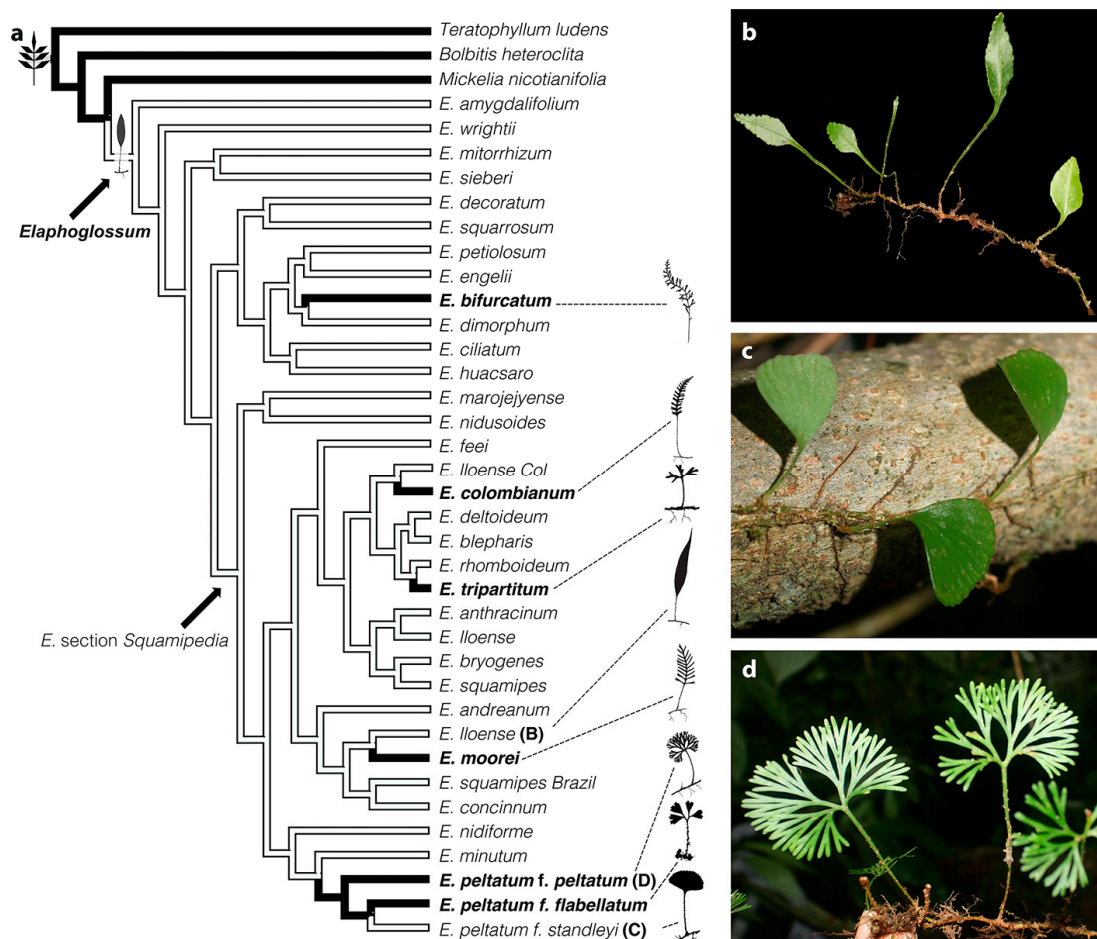 a
Teratophyllum ludens
Bolbitis heteroclita
Mickelia nicotianifolia
E. amygdalifolium
E. wrightii
E. mitorrhizum
E. sieberi
Elaphoglossum
E. decoratum
E. squarrosum
E. petiolosum
E. engelii
E. bifurcatum
E. dimorphum
E. ciliatum
E. huacsaro
E. marojejyense
E. nidusoides
E. feei
E. lloense Col
E. colombianum
E. deltoideum
E. blepharis
E. rhomboideum
E. tripartitum
E. anthracinum
E. section Squamipedia
E. lloense
E. bryogenes
E. squamipes
E. andreanum
E. lloense (B)
E. moorei
E. squamipes Brazil
E. concinnum
E. nidiforme
E. minutum
E. peltatum f. peltatum (D)
E. peltatum f. flabellatum
E. peltatum f. standleyi (C)
b
c
d